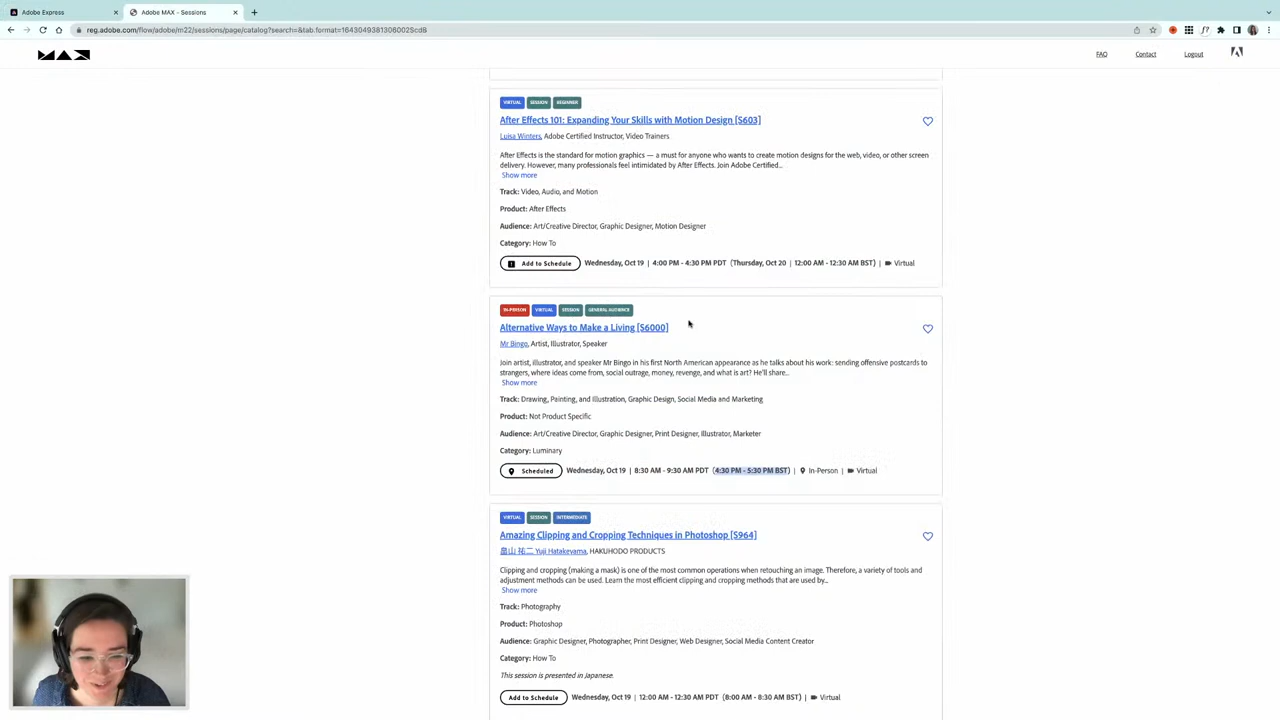 Adobe Express
Adobe MAX - Sessions
reg.adobe.com/flow/adobe/m22/sessions/page/catalog?search=&tab.format=1643049381306002Scd8
MAX
FAQ
Contact
Logout
VIRTUAL SESSION BEGINNER
After Effects 101: Expanding Your Skills with Motion Design [S603]
Luisa Winters, Adobe Certified Instructor, Video Trainers
After Effects is the standard for motion graphics — a must for anyone who wants to create motion designs for the web, video, or other screen
delivery. However, many professionals feel intimidated by After Effects. Join Adobe Certified...
Show more
Track: Video, Audio, and Motion
Product: After Effects
Audience: Art/Creative Director, Graphic Designer, Motion Designer
Category: How To
Add to Schedule Wednesday, Oct 19 | 4:00 PM - 4:30 PM PDT (Thursday, Oct 20 | 12:00 AM - 12:30 AM BST) | Virtual
IN-PERSON VIRTUAL SESSION GENERAL AUDIENCE
Alternative Ways to Make a Living [S6000]
Mr Bingo, Artist, Illustrator, Speaker
Join artist, illustrator, and speaker Mr Bingo in his first North American appearance as he talks about his work: sending offensive postcards to
strangers, where ideas come from, social outrage, money, revenge, and what is art? He'll share...
Show more
Track: Drawing, Painting, and Illustration, Graphic Design, Social Media and Marketing
Product: Not Product Specific
Audience: Art/Creative Director, Graphic Designer, Print Designer, Illustrator, Marketer
Category: Luminary
Scheduled Wednesday, Oct 19 | 8:30 AM - 9:30 AM PDT (4:30 PM - 5:30 PM BST) | In-Person | Virtual
VIRTUAL SESSION INTERMEDIATE
Amazing Clipping and Cropping Techniques in Photoshop [S964]
畠山 祐二 Yuji Hatakeyama, HAKUHODO PRODUCTS
Clipping and cropping (making a mask) is one of the most common operations when retouching an image. Therefore, a variety of tools and
adjustment methods can be used. Learn the most efficient clipping and cropping methods that are used by...
Show more
Track: Photography
Product: Photoshop
Audience: Graphic Designer, Photographer, Print Designer, Web Designer, Social Media Content Creator
Category: How To
This session is presented in Japanese.
Add to Schedule Wednesday, Oct 19 | 12:00 AM - 12:30 AM PDT (8:00 AM - 8:30 AM BST) | Virtual